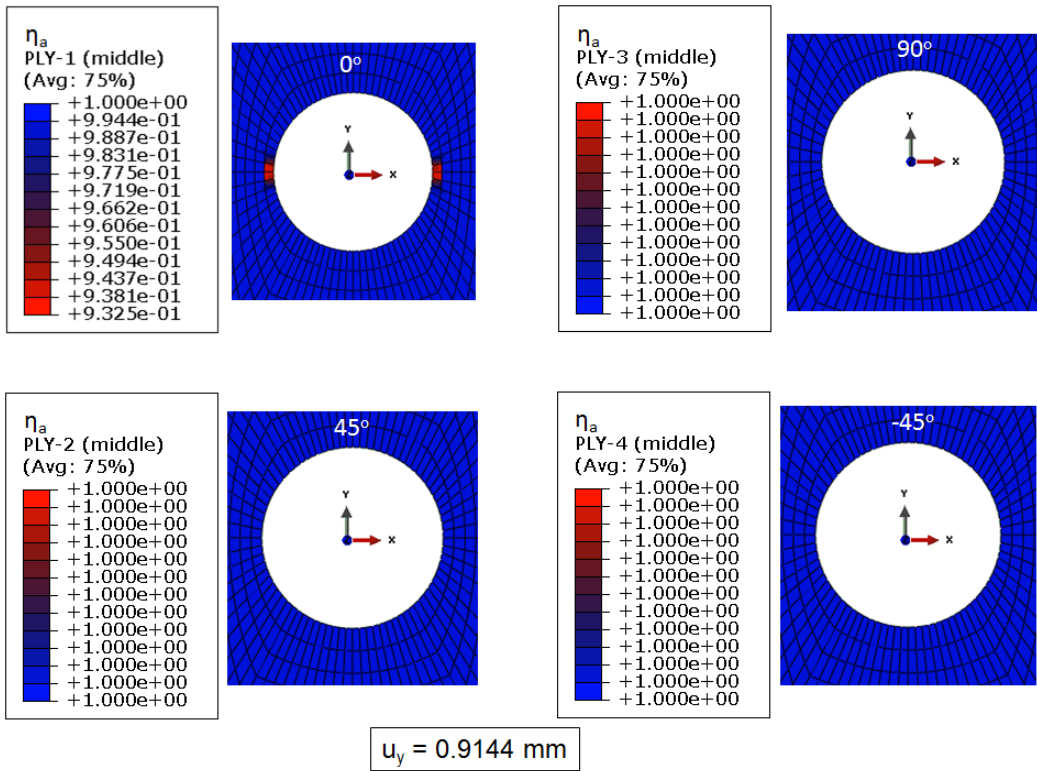 ηₐ
PLY-1 (middle)
(Avg: 75%)
+1.000e+00
+9.944e-01
+9.887e-01
+9.831e-01
+9.775e-01
+9.719e-01
+9.662e-01
+9.606e-01
+9.550e-01
+9.494e-01
+9.437e-01
+9.381e-01
+9.325e-01
0º
Y
X
ηₐ
PLY-3 (middle)
(Avg: 75%)
+1.000e+00
+1.000e+00
+1.000e+00
+1.000e+00
+1.000e+00
+1.000e+00
+1.000e+00
+1.000e+00
+1.000e+00
+1.000e+00
+1.000e+00
+1.000e+00
+1.000e+00
90º
Y
X
ηₐ
PLY-2 (middle)
(Avg: 75%)
+1.000e+00
+1.000e+00
+1.000e+00
+1.000e+00
+1.000e+00
+1.000e+00
+1.000e+00
+1.000e+00
+1.000e+00
+1.000e+00
+1.000e+00
+1.000e+00
+1.000e+00
45º
Y
X
ηₐ
PLY-4 (middle)
(Avg: 75%)
+1.000e+00
+1.000e+00
+1.000e+00
+1.000e+00
+1.000e+00
+1.000e+00
+1.000e+00
+1.000e+00
+1.000e+00
+1.000e+00
+1.000e+00
+1.000e+00
+1.000e+00
-45º
Y
X
u_y = 0.9144 mm